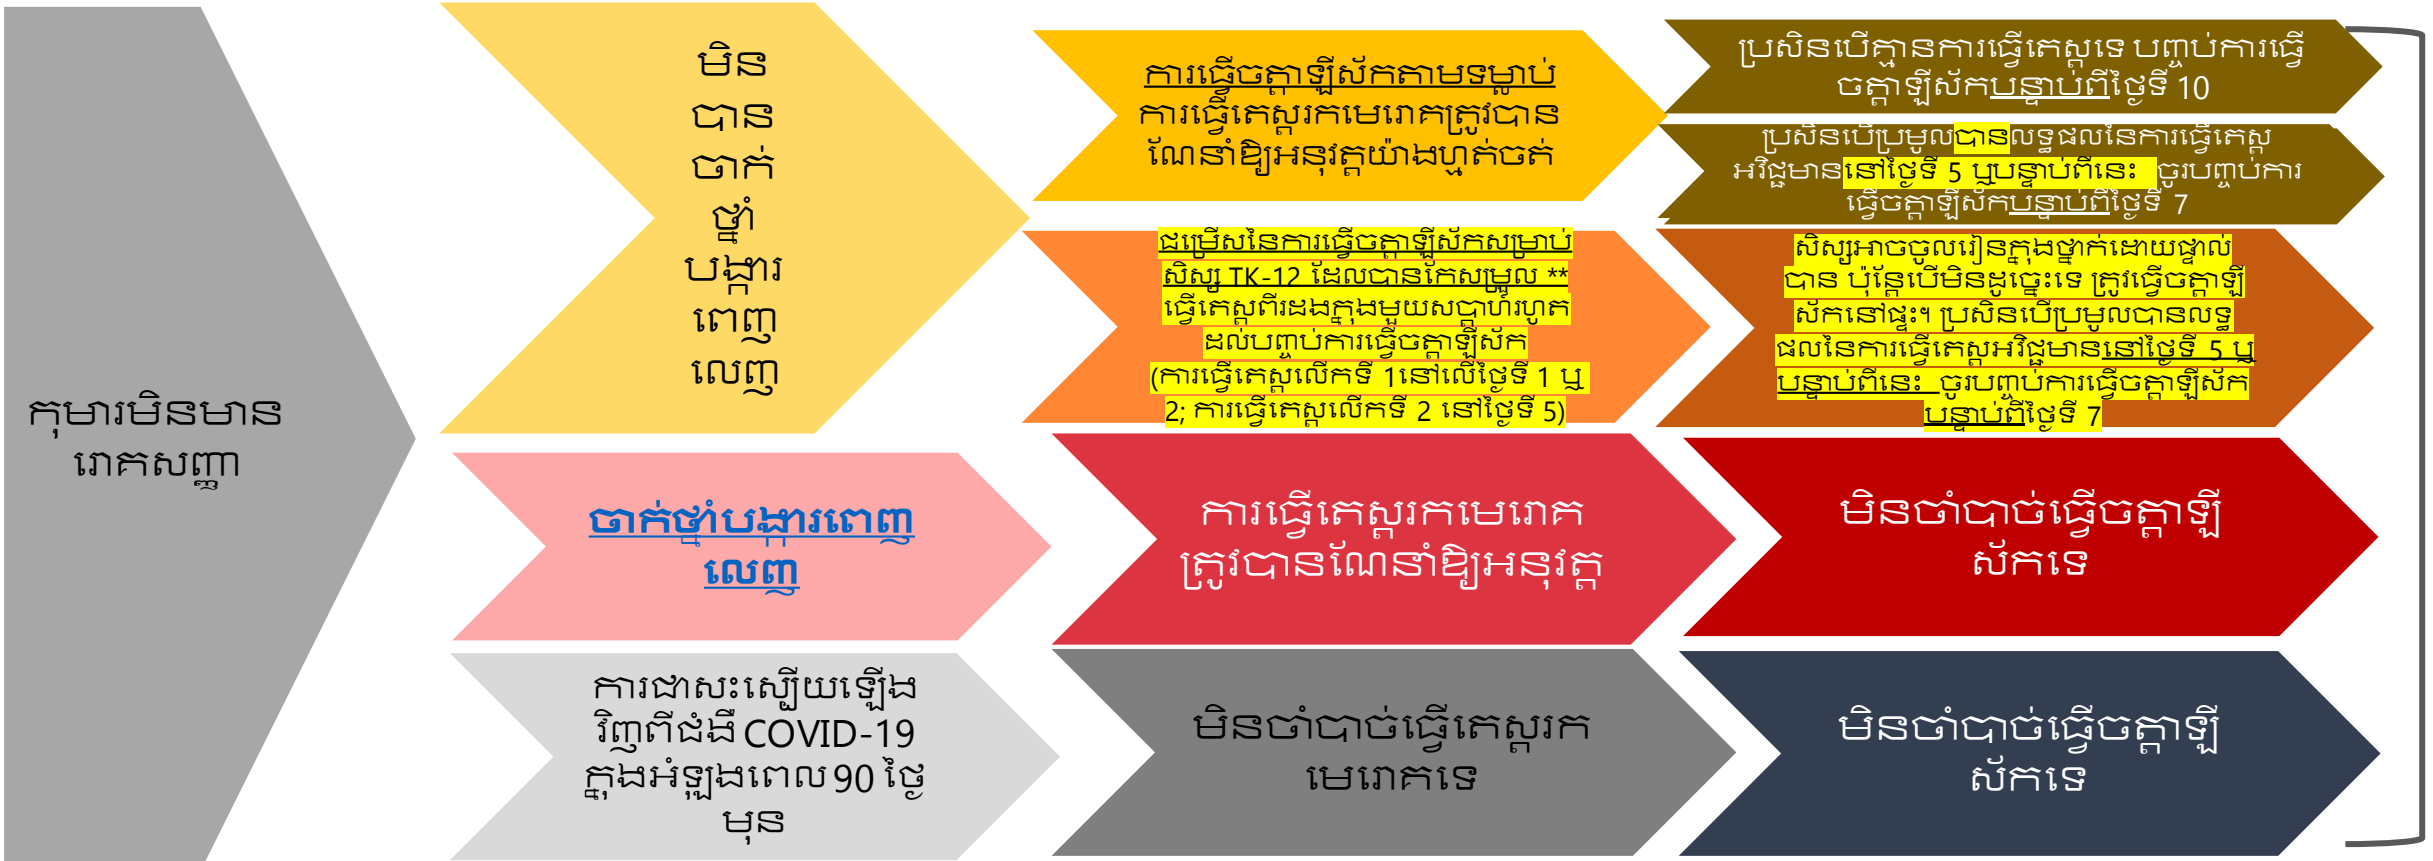 កុមារមិនមាន
រោគសញ្ញា
មិន
បាន
ចាក់
ថ្នាំ
បង្ការ
ពេញ
លេញ
ការធ្វើចត្តាឡីស័កតាមទម្លាប់
ការធ្វើតេស្តរកមេរោគត្រូវបាន
ណែនាំឱ្យអនុវត្តយ៉ាងហ្មត់ចត់
ប្រសិនបើគ្មានការធ្វើតេស្តទេ បញ្ចប់ការធ្វើ
ចត្តាឡីស័កបន្ទាប់ពីថ្ងៃទី 10
ប្រសិនបើប្រមូលបានលទ្ធផលនៃការធ្វើតេស្ត
អវិជ្ជមាននៅថ្ងៃទី 5 ឬបន្ទាប់ពីនេះ ចូរបញ្ចប់ការ
ធ្វើចត្តាឡីស័កបន្ទាប់ពីថ្ងៃទី 7
ជម្រើសនៃការធ្វើចត្តាឡីស័កសម្រាប់
សិស្ស TK-12 ដែលបានកែសម្រួល **
ធ្វើតេស្តពីរដងក្នុងមួយសប្តាហ៍រហូត
ដល់បញ្ចប់ការធ្វើចត្តាឡីស័ក
(ការធ្វើតេស្តលើកទី 1នៅលើថ្ងៃទី 1 ឬ
2; ការធ្វើតេស្តលើកទី 2 នៅថ្ងៃទី 5)
សិស្សអាចចូលរៀនក្នុងថ្នាក់ដោយផ្ទាល់
បាន ប៉ុន្តែបើមិនដូច្នេះទេ ត្រូវធ្វើចត្តាឡី
ស័កនៅផ្ទះ។ ប្រសិនបើប្រមូលបានលទ្ធ
ផលនៃការធ្វើតេស្តអវិជ្ជមាននៅថ្ងៃទី 5 ឬ
បន្ទាប់ពីនេះ ចូរបញ្ចប់ការធ្វើចត្តាឡីស័ក
បន្ទាប់ពីថ្ងៃទី 7
ចាក់ថ្នាំបង្ការពេញ
លេញ
ការធ្វើតេស្តរកមេរោគ
ត្រូវបានណែនាំឱ្យអនុវត្ត
មិនចាំបាច់ធ្វើចត្តាឡី
ស័កទេ
ការជាសះស្បើយឡើង
វិញពីជំងឺ COVID-19
ក្នុងអំឡុងពេល 90 ថ្ងៃ
មុន
មិនចាំបាច់ធ្វើតេស្តរក
មេរោគទេ
មិនចាំបាច់ធ្វើចត្តាឡី
ស័កទេ